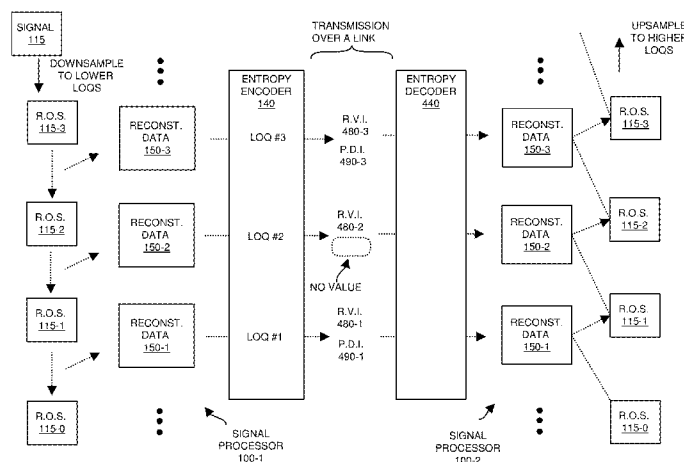 SIGNAL
115
DOWNSAMPLE
TO LOWER
LOQS
TRANSMISSION
OVER A LINK
UPSAMPLE
TO HIGHER
LOQS
ENTROPY
ENCODER
140
ENTROPY
DECODER
440
R.O.S.
115-3
RECONST.
DATA
150-3
LOQ #3
R.V.I.
480-3
P.D.I.
490-3
RECONST.
DATA
150-3
R.O.S.
115-3
R.O.S.
115-2
RECONST.
DATA
150-2
LOQ #2
R.V.I.
480-2
NO VALUE
RECONST.
DATA
150-2
R.O.S.
115-2
R.O.S.
115-1
RECONST.
DATA
150-1
LOQ #1
R.V.I.
480-1
P.D.I.
490-1
RECONST.
DATA
150-1
R.O.S.
115-1
R.O.S.
115-0
SIGNAL
PROCESSOR
100-1
SIGNAL
PROCESSOR
100-2
R.O.S.
115-0